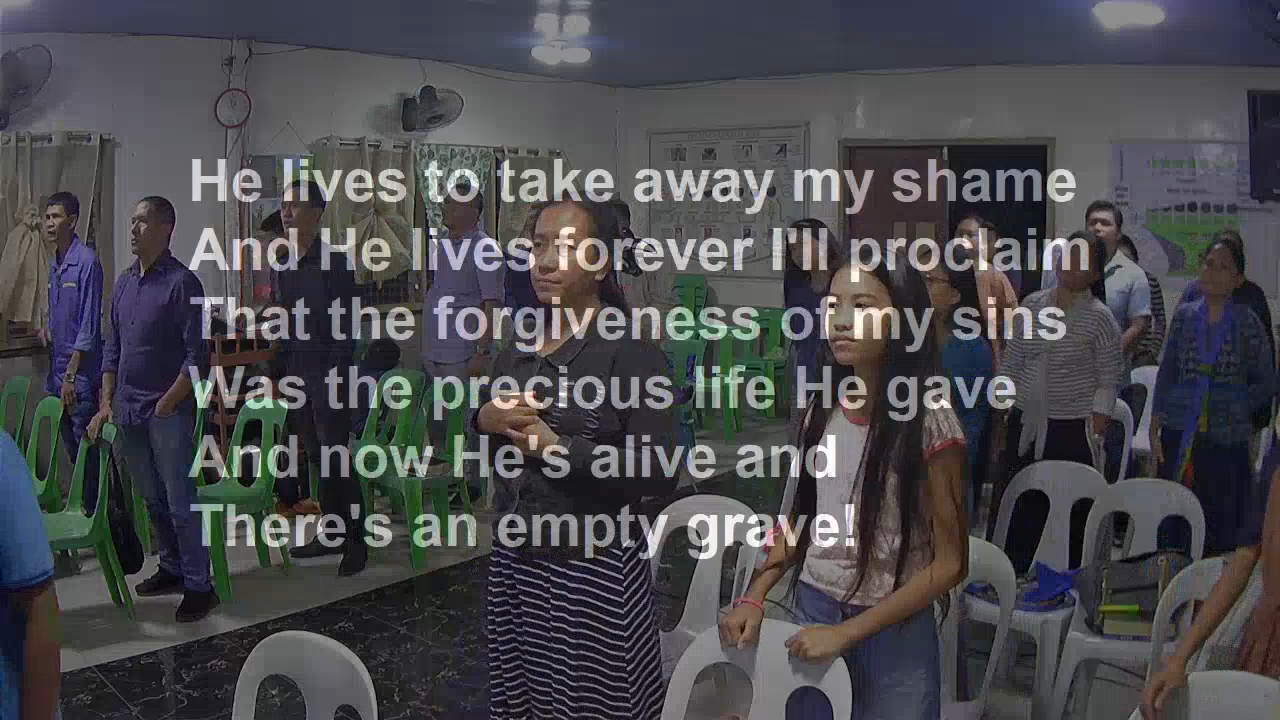 He lives to take away my shame
And He lives forever I'll proclaim
That the forgiveness of my sins
Was the precious life He gave
And now He's alive and
There's an empty grave!